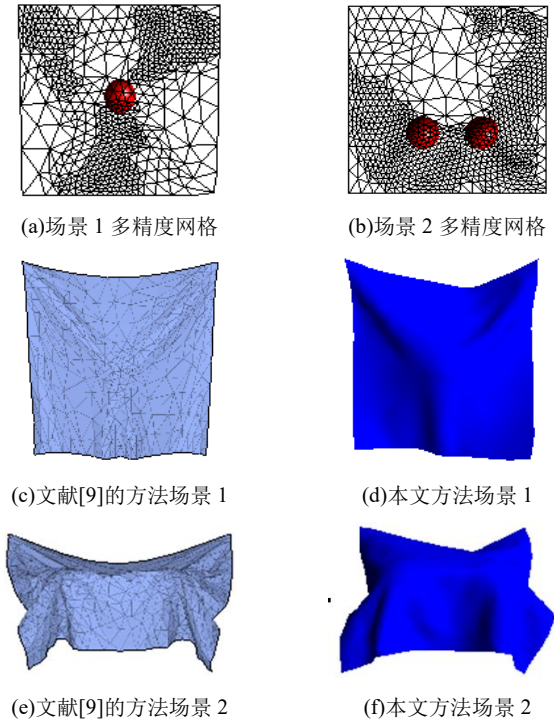 (a)场景 1 多精度网格
(b)场景 2 多精度网格
(c)文献[9]的方法场景 1
(d)本文方法场景 1
(e)文献[9]的方法场景 2
(f)本文方法场景 2